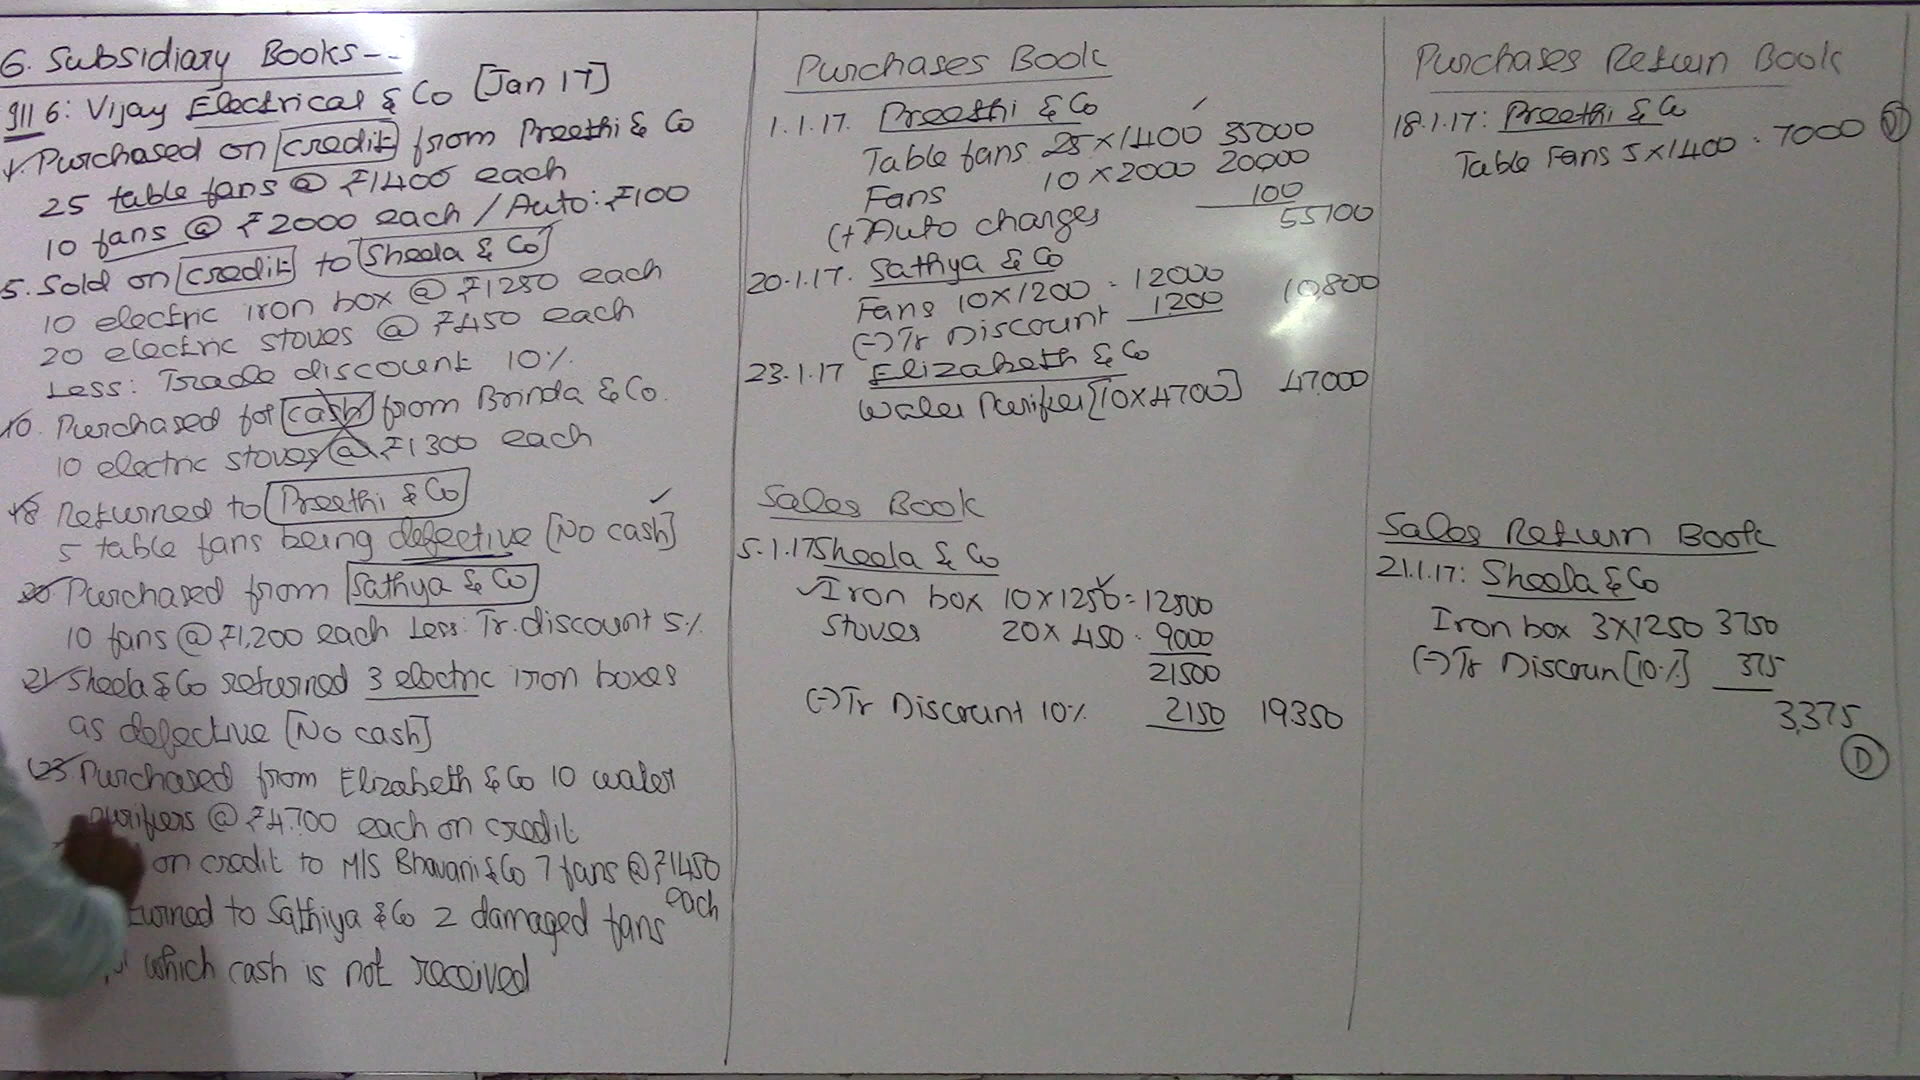 6. Subsidiary Books--
Ill 6: Vijay Electrical & Co [Jan 17]
1. Purchased on credit from Preethi & Co
25 table fans @ ₹1400 each
10 fans @ ₹2000 each / Auto: ₹100
5. Sold on credit to Sheela & Co
10 electric iron box @ ₹1250 each
20 electric stoves @ ₹450 each
Less: Trade discount 10%
10. Purchased for cash from Brinda & Co.
10 electric stoves @ ₹1300 each
18 Returned to Preethi & Co
5 table fans being defective [No cash]
20 Purchased from Sathya & Co
10 fans @ ₹1,200 each Less: Tr. discount 5%
21 Sheela & Co returned 3 electric iron boxes
as defective [No cash]
23 Purchased from Elizabeth & Co 10 water
purifiers @ ₹4,700 each on credit
on credit to M/S Bhavani & Co 7 fans @ ₹1450
each
turned to Sathiya & Co 2 damaged fans
which cash is not received
Purchases Book
1.1.17. Preethi & Co
Table fans 25 x 1400 35000
Fans 10 x 2000 20,000
(+) Auto charges 100
55100
20.1.17. Sathya & Co
Fans 10 x 1200 = 12000
(-) Tr Discount 1200 10,800
23.1.17 Elizabeth & Co
Water Purifier [10 x 4700] 47,000
Sales Book
5.1.17 Sheela & Co
Iron box 10 x 1250 = 12500
Stoves 20 x 450 = 9000
21500
(-) Tr Discount 10% 2150 19350
Purchases Return Book
18.1.17: Preethi & Co
Table Fans 5 x 1400 = 7000 D
Sales Return Book
21.1.17: Sheela & Co
Iron box 3 x 1250 3750
(-) Tr Discoun [10%] 375
3,375
D